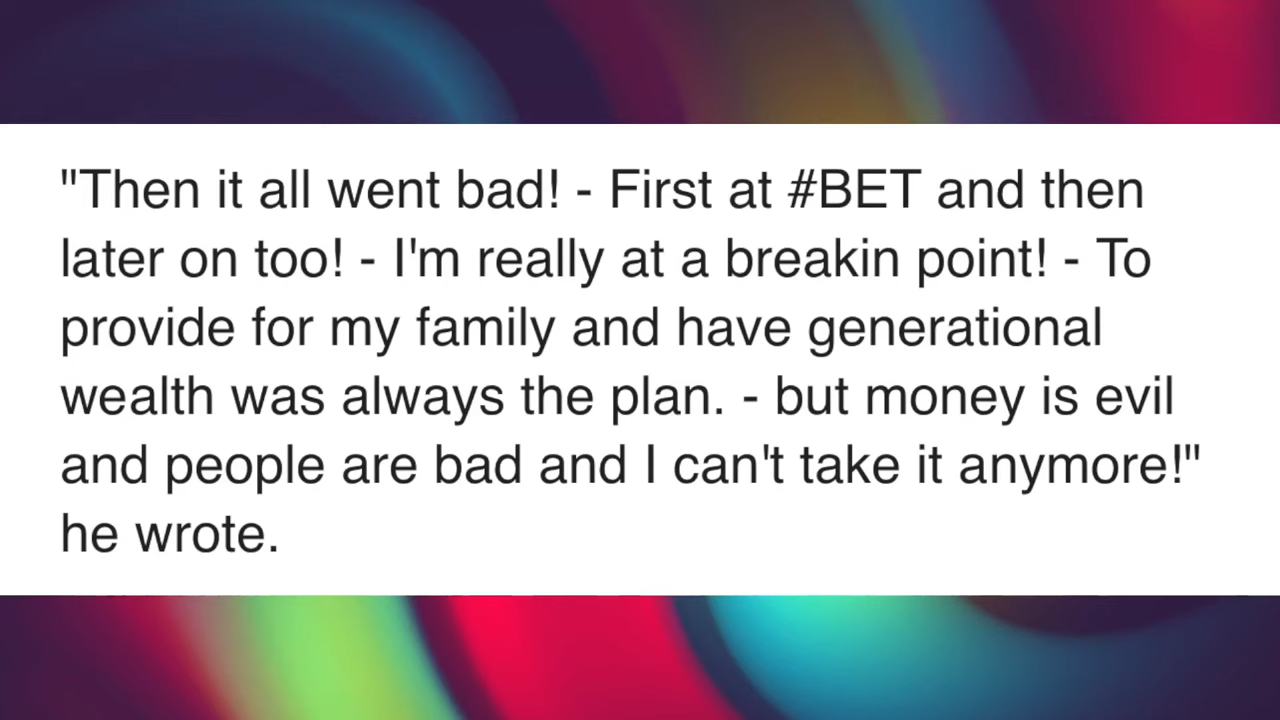 "Then it all went bad! - First at #BET and then
later on too! - I'm really at a breakin point! - To
provide for my family and have generational
wealth was always the plan. - but money is evil
and people are bad and I can't take it anymore!"
he wrote.